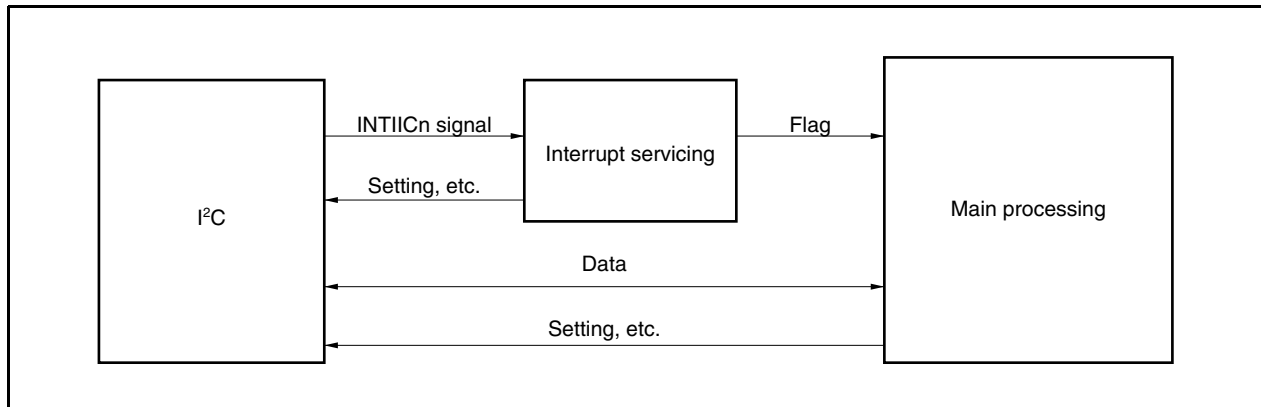 INTIICn signal
Flag
Interrupt servicing
Setting, etc.
I²C
Main processing
Data
Setting, etc.